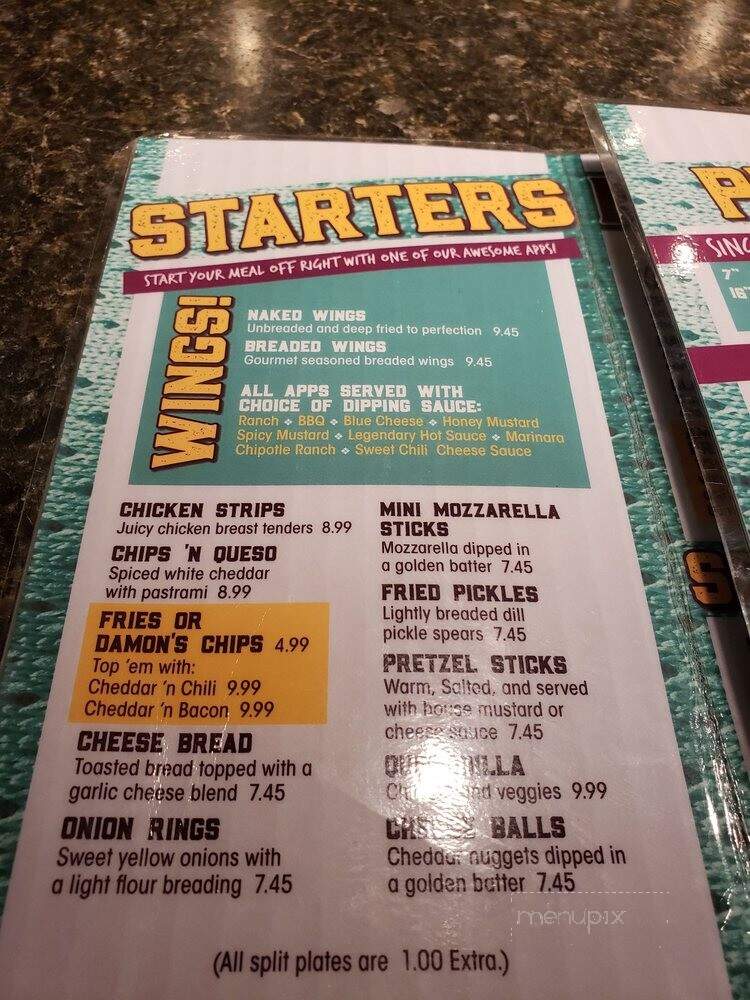 STARTERS
START YOUR MEAL OFF RIGHT WITH ONE OF OUR AWESOME APPS!
WINGS!
NAKED WINGS
Unbreaded and deep fried to perfection 9.45
BREADED WINGS
Gourmet seasoned breaded wings 9.45
ALL APPS SERVED WITH
CHOICE OF DIPPING SAUCE:
Ranch ❖ BBQ ❖ Blue Cheese ❖ Honey Mustard
Spicy Mustard ❖ Legendary Hot Sauce ❖ Marinara
Chipotle Ranch ❖ Sweet Chili Cheese Sauce
CHICKEN STRIPS
Juicy chicken breast tenders 8.99
CHIPS 'N QUESO
Spiced white cheddar
with pastrami 8.99
FRIES OR
DAMON'S CHIPS 4.99
Top 'em with:
Cheddar 'n Chili 9.99
Cheddar 'n Bacon 9.99
CHEESE BREAD
Toasted bread topped with a
garlic cheese blend 7.45
ONION RINGS
Sweet yellow onions with
a light flour breading 7.45
MINI MOZZARELLA
STICKS
Mozzarella dipped in
a golden batter 7.45
FRIED PICKLES
Lightly breaded dill
pickle spears 7.45
PRETZEL STICKS
Warm, Salted, and served
with house mustard or
cheese sauce 7.45
and veggies 9.99
CHEESE BALLS
Cheddar nuggets dipped in
a golden batter 7.45
(All split plates are 1.00 Extra.)
menupix
7"
16"